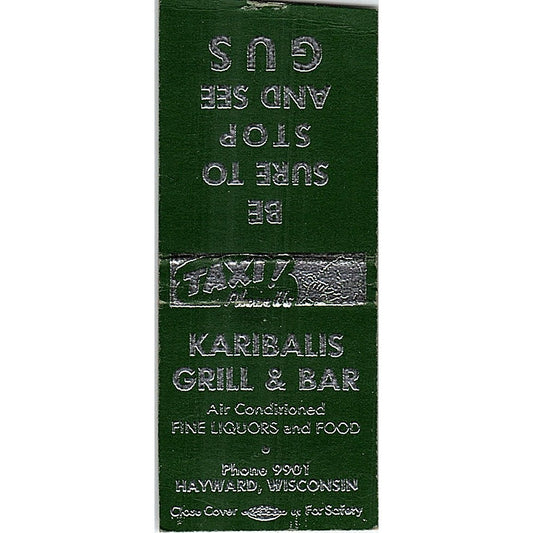 BE
SURE TO
STOP
AND SEE
GUS
TAXI!
KARIBALIS
GRILL & BAR
Air Conditioned
FINE LIQUORS and FOOD
Phone 9901
HAYWARD, WISCONSIN
Close Cover For Safety